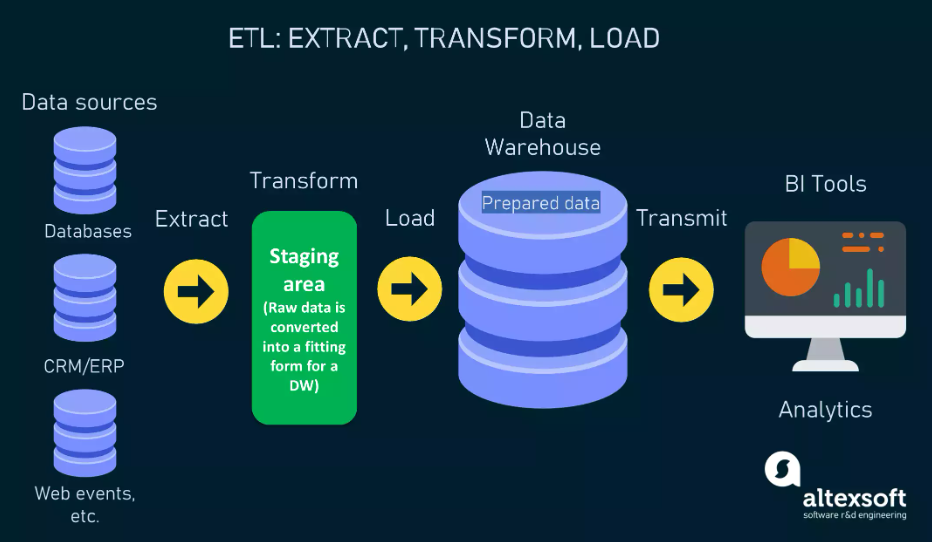 ETL: EXTRACT, TRANSFORM, LOAD
Data sources
Databases
CRM/ERP
Web events,
etc.
Extract
Transform
Staging
area
(Raw data is
converted
into a fitting
form for a
DW)
Load
Data
Warehouse
Prepared data
Transmit
BI Tools
Analytics
altexsoft
software r&d engineering